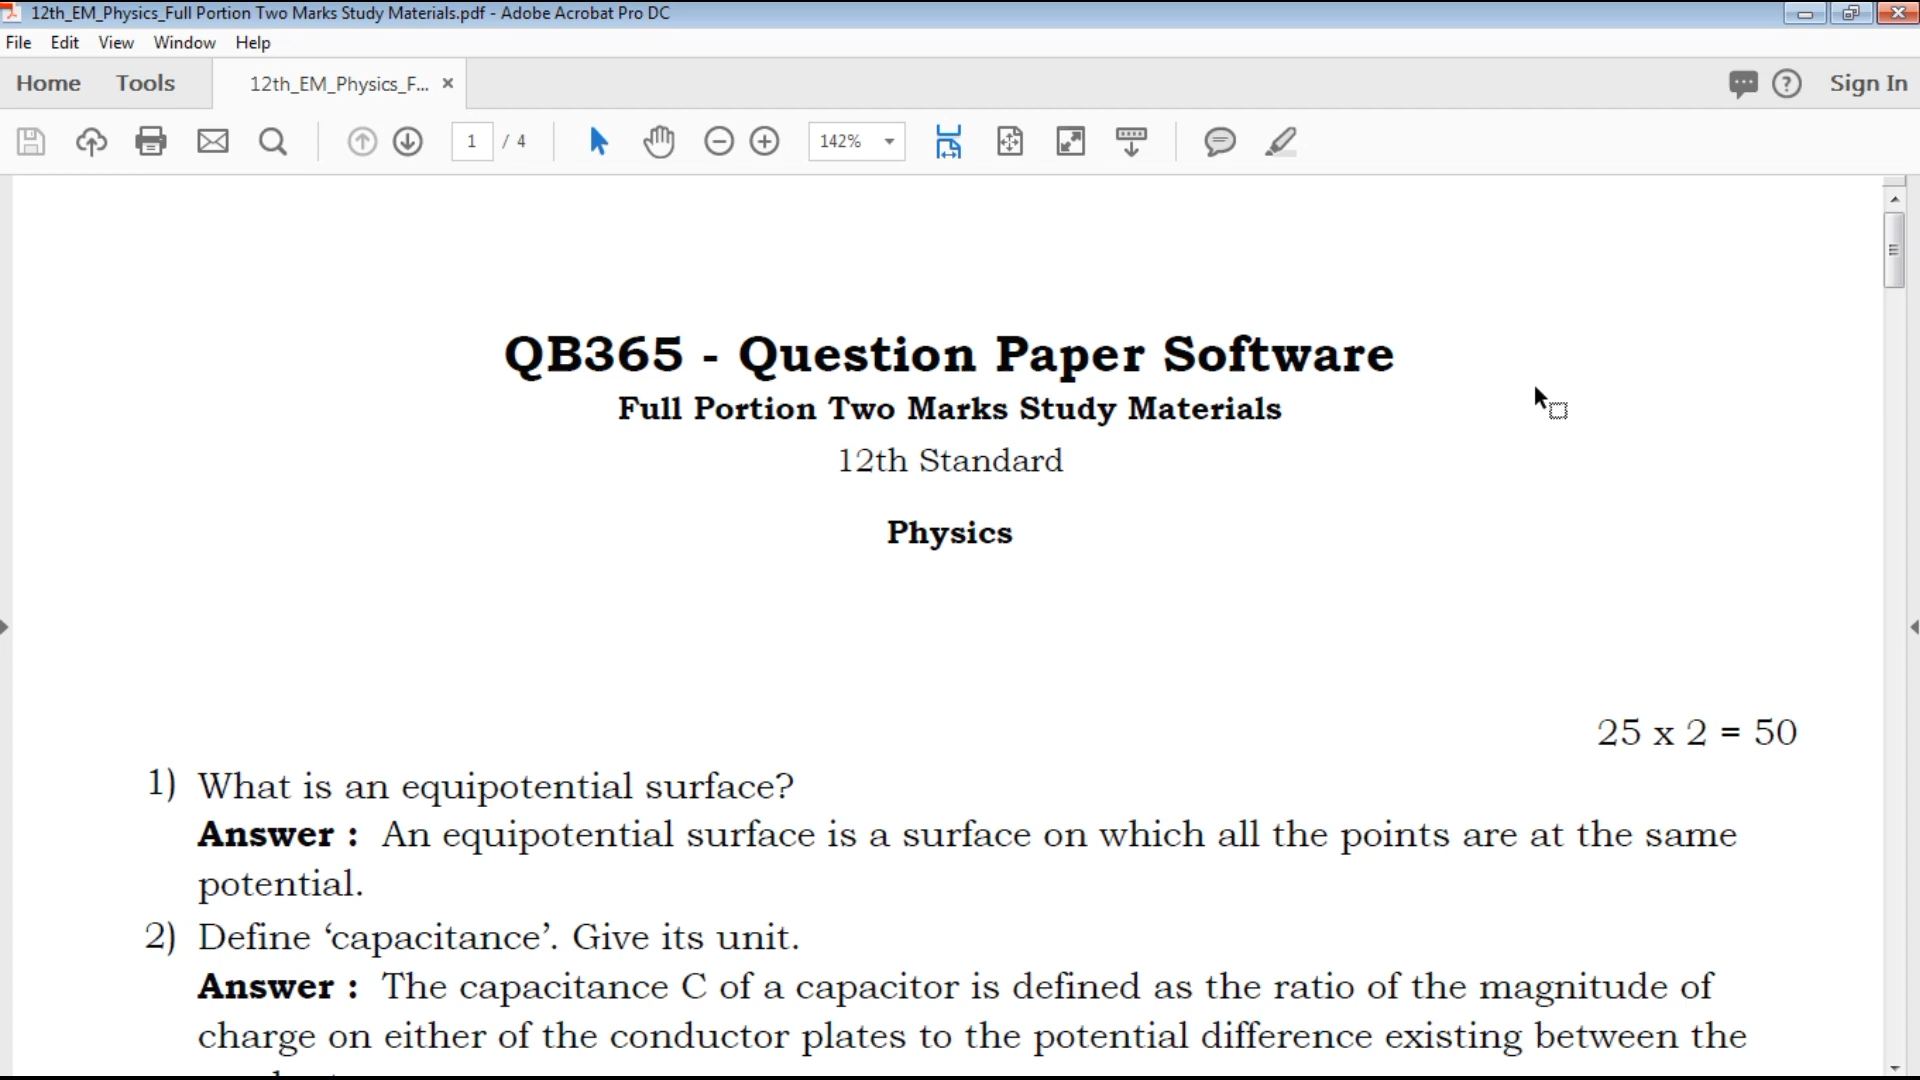 12th_EM_Physics_Full Portion Two Marks Study Materials.pdf - Adobe Acrobat Pro DC
File Edit View Window Help
Home Tools 12th_EM_Physics_F... × Sign In
1 / 4 142%
QB365 - Question Paper Software
Full Portion Two Marks Study Materials
12th Standard
Physics
25 x 2 = 50
1) What is an equipotential surface?
Answer : An equipotential surface is a surface on which all the points are at the same
potential.
2) Define ‘capacitance’. Give its unit.
Answer : The capacitance C of a capacitor is defined as the ratio of the magnitude of
charge on either of the conductor plates to the potential difference existing between the